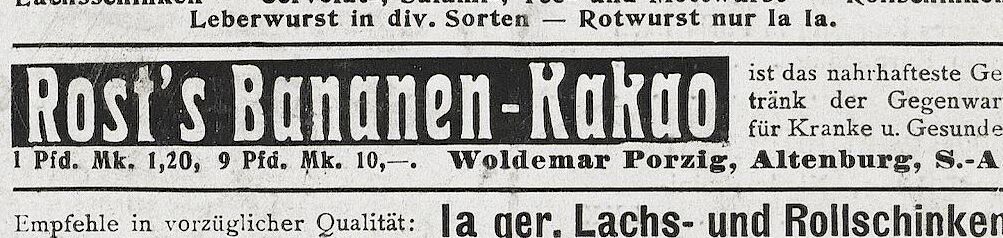 Leberwurst in div. Sorten — Rotwurst nur Ia Ia.
Rost's Bananen-Kakao
ist das nahrhafteste Ge
tränk der Gegenwar
für Kranke u. Gesunde
1 Pfd. Mk. 1,20, 9 Pfd. Mk. 10,—. Woldemar Porzig, Altenburg, S.-A
Empfehle in vorzüglicher Qualität: Ia ger. Lachs- und Rollschinken